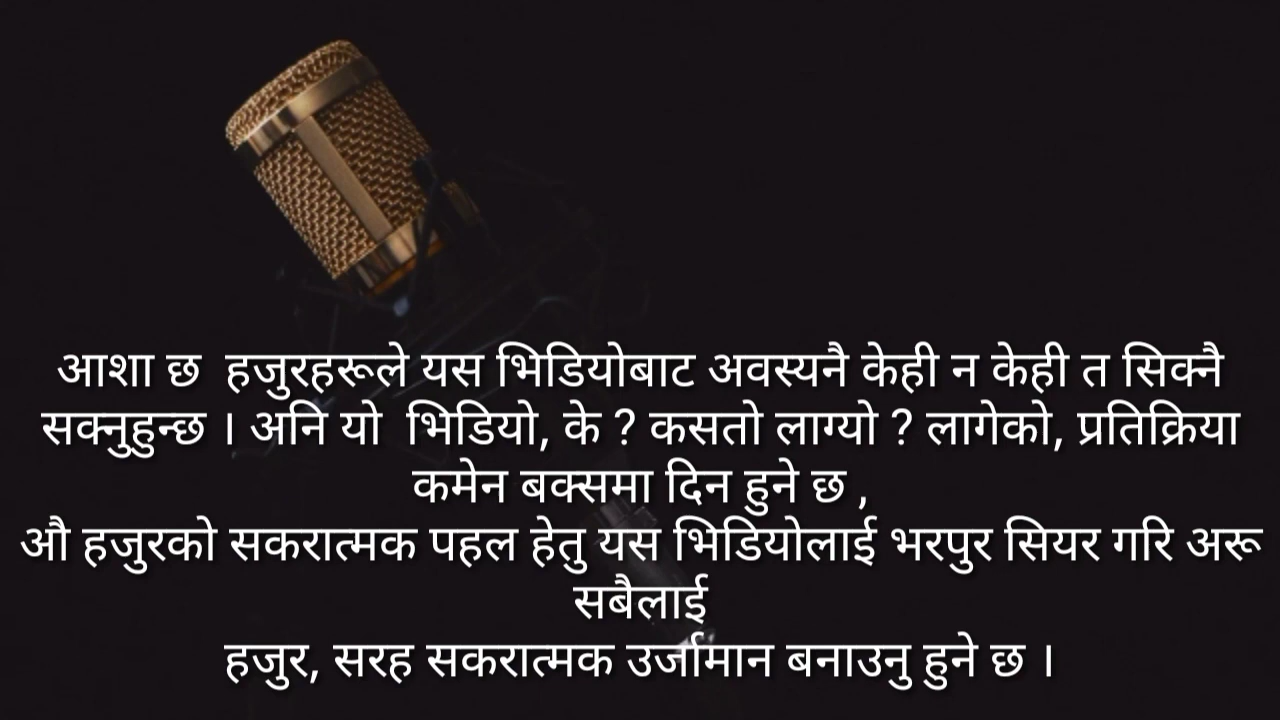 आशा छ  हजुरहरूले यस भिडियोबाट अवस्यनै केही न केही त सिक्नै
सक्नुहुन्छ । अनि यो  भिडियो, के ? कसतो लाग्यो ? लागेको, प्रतिक्रिया
कमेन बक्समा दिन हुने छ ,
औ हजुरको सकरात्मक पहल हेतु यस भिडियोलाई भरपुर सियर गरि अरू
सबैलाई
हजुर, सरह सकरात्मक उर्जामान बनाउनु हुने छ ।